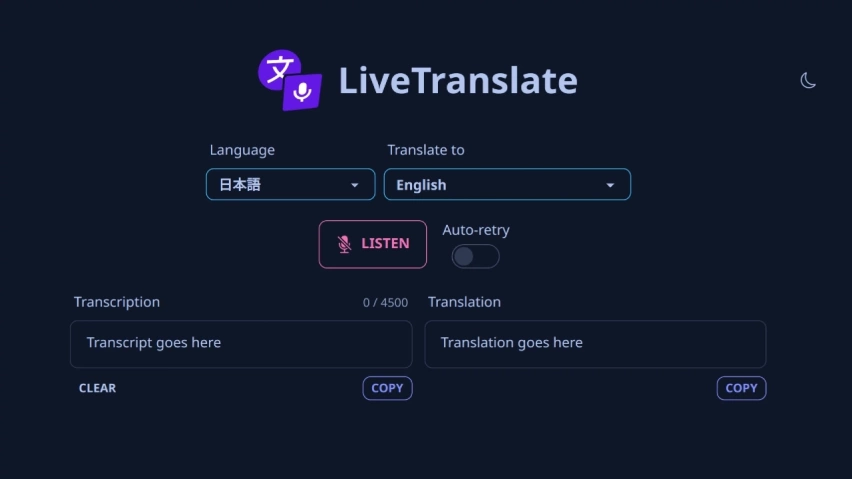 文
LiveTranslate
Language
Translate to
日本語
English
LISTEN
Auto-retry
Transcription
0 / 4500
Translation
Transcript goes here
Translation goes here
CLEAR
COPY
COPY